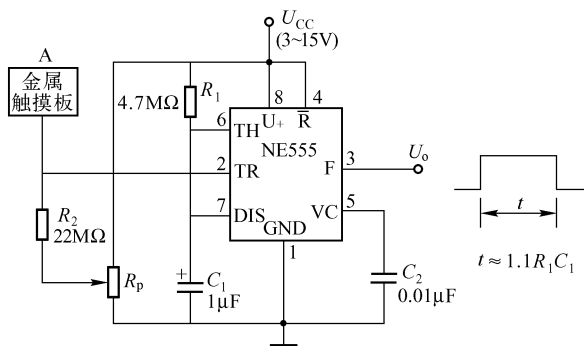 U_CC
(3~15V)
A
金属
触摸板
4.7MΩ
R₁
8
4
U+
R̅
6
TH
NE555
2
TR
F
3
U_o
7
DIS
VC
5
GND
1
R₂
22MΩ
R_p
+
C₁
1μF
C₂
0.01μF
t
t≈1.1R₁C₁